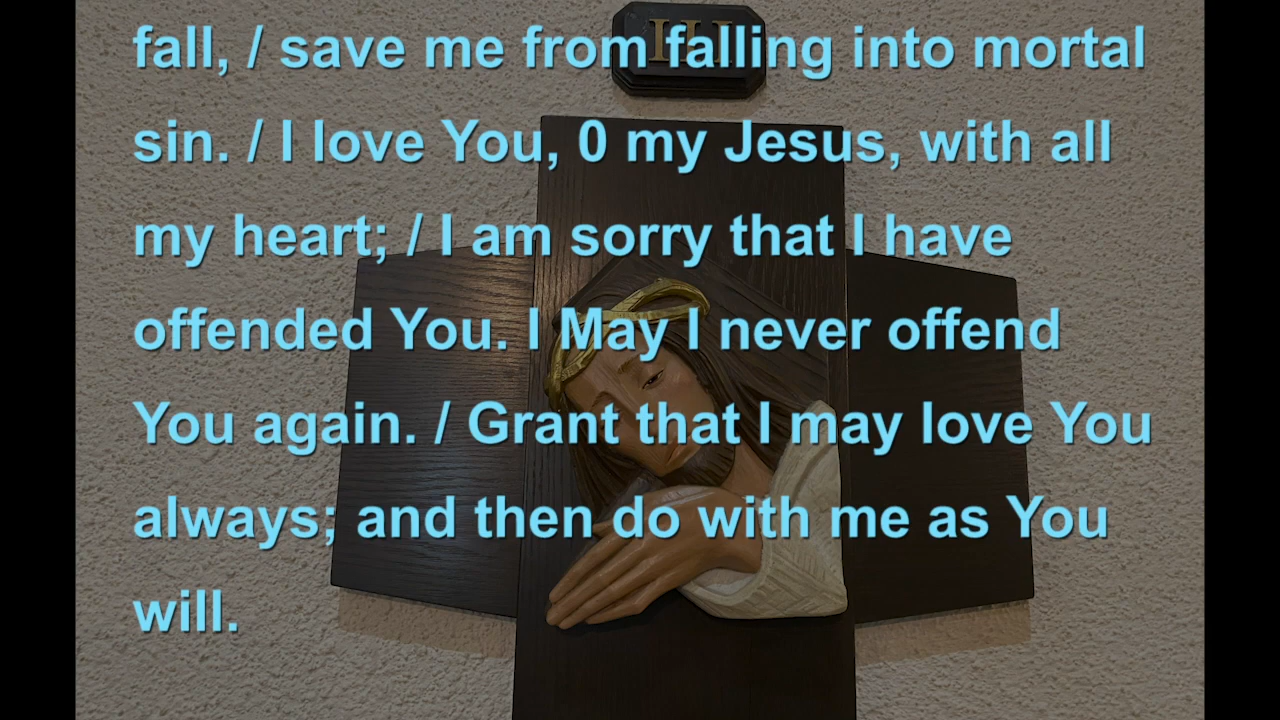 III
fall, / save me from falling into mortal
sin. / I love You, 0 my Jesus, with all
my heart; / I am sorry that I have
offended You. I May I never offend
You again. / Grant that I may love You
always; and then do with me as You
will.